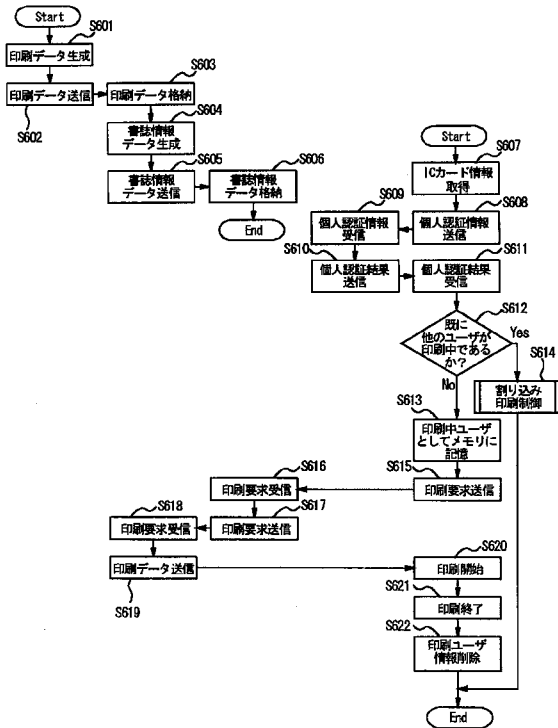 Start
S601
印刷データ生成
印刷データ送信
S602
S603
印刷データ格納
S604
書誌情報
データ生成
S605
書誌情報
データ送信
S606
書誌情報
データ格納
End
Start
S607
ICカード情報
取得
S608
個人認証情報
送信
S609
個人認証情報
受信
S610
個人認証結果
送信
S611
個人認証結果
受信
S612
既に
他のユーザが
印刷中である
か?
Yes
No
S614
割り込み
印刷制御
S613
印刷中ユーザ
としてメモリに
記憶
S615
印刷要求送信
S616
印刷要求受信
S617
印刷要求送信
S618
印刷要求受信
印刷データ送信
S619
S620
印刷開始
S621
印刷終了
S622
印刷ユーザ
情報削除
End